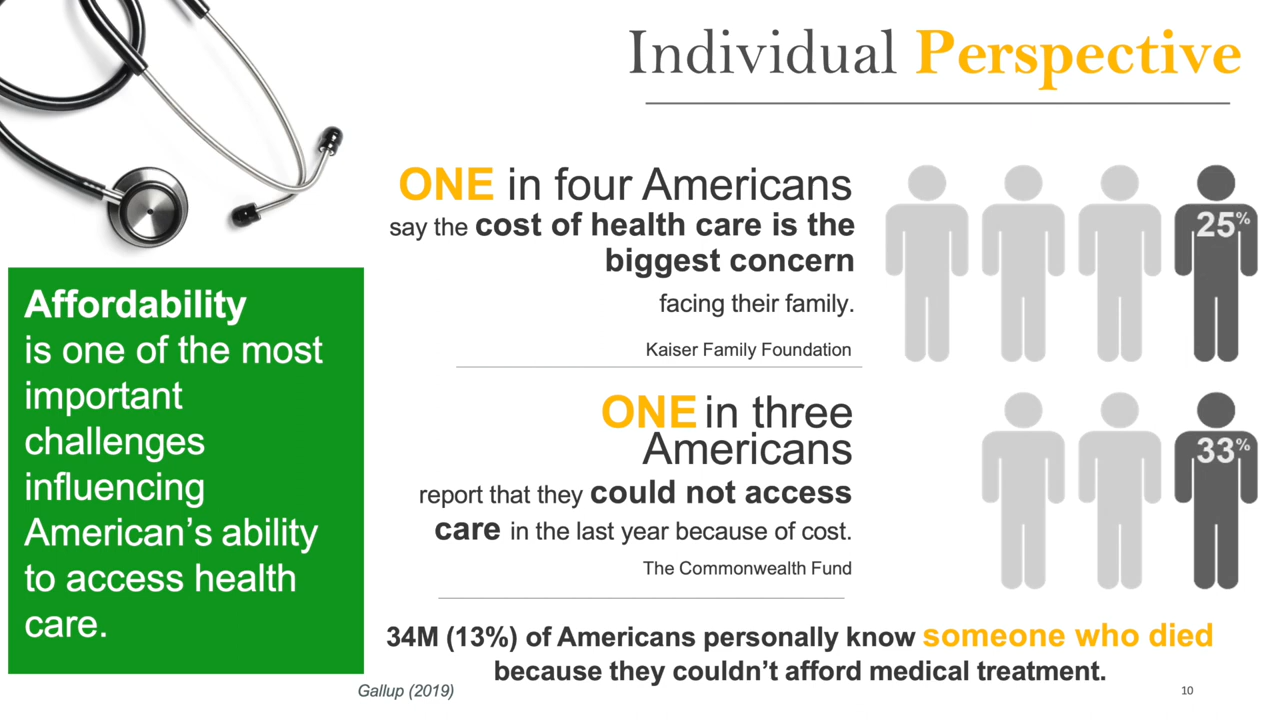 Individual Perspective
ONE in four Americans
say the cost of health care is the
biggest concern
facing their family.
Kaiser Family Foundation
25%
Affordability
is one of the most
important
challenges
influencing
American’s ability
to access health
care.
ONE in three
Americans
report that they could not access
care in the last year because of cost.
The Commonwealth Fund
33%
34M (13%) of Americans personally know someone who died
because they couldn’t afford medical treatment.
Gallup (2019)
10